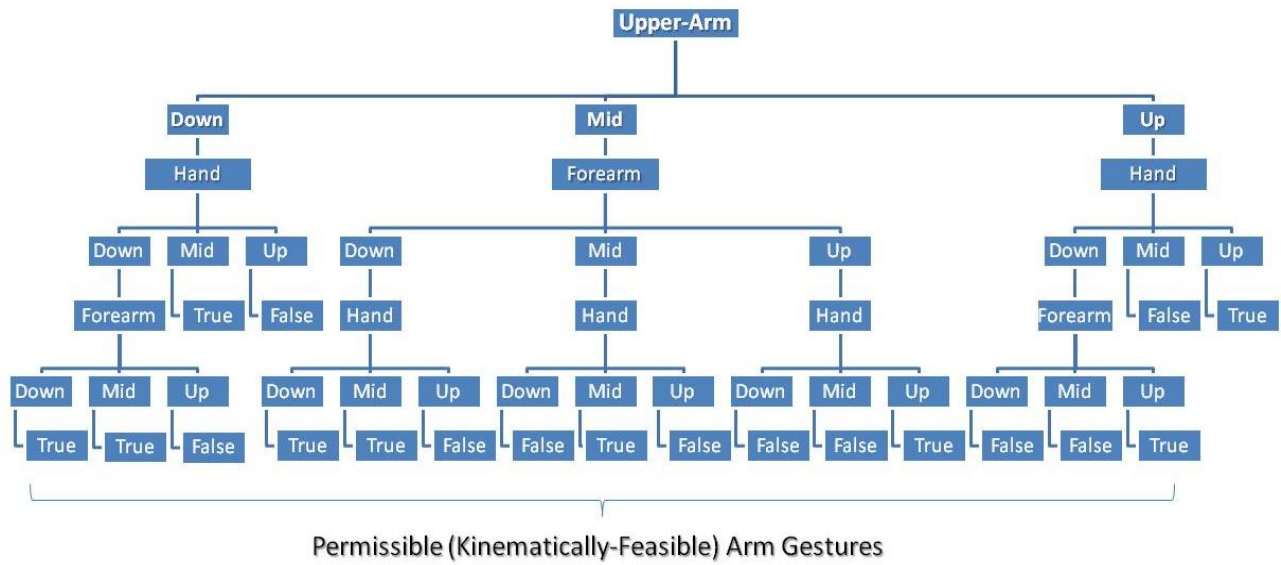 Upper-Arm
Down Mid Up
Hand Forearm Hand
Down Mid Up Down Mid Up Down Mid Up
Forearm True False Hand Hand Hand Forearm False True
Down Mid Up Down Mid Up Down Mid Up Down Mid Up Down Mid Up
True True False True True False False True False False False True False False True
Permissible (Kinematically-Feasible) Arm Gestures